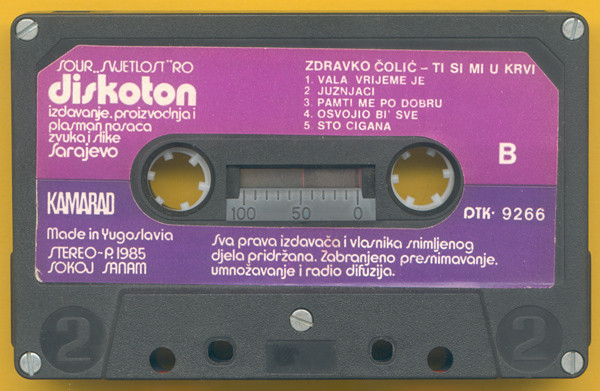 SOUR „SVJETLOST” RO
diskoton
izdavanje, proizvodnja i
plasman nosača
zvuka i slike
Sarajevo
ZDRAVKO ČOLIĆ – TI SI MI U KRVI
1. VALA VRIJEME JE
2 JUZNJACI
3. PAMTI ME PO DOBRU
4. OSVOJIO BI' SVE
5 STO CIGANA
B
KAMARAD
100 50 0
DTK· 9266
Made in Yugoslavia
STEREO-P. 1985
SOKOJ SANAM
Sva prava izdavača i vlasnika snimljenog
djela pridržana. Zabranjeno presnimavanje,
umnožavanje i radio difuzija.
2 2